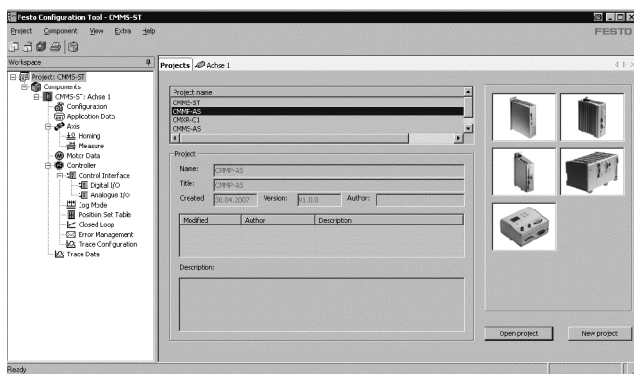 Festo Configuration Tool - CMMS-ST
Project Component View Extra Help
FESTO
Workspace
Project: CMMS-ST
Components
CMMS-ST: Achse 1
Configuration
Application Data
Axis
Homing
Measure
Motor Data
Controller
Control Interface
Digital I/O
Analogue I/O
Jog Mode
Position Set Table
Closed Loop
Error Management
Trace Configuration
Trace Data
Projects Achse 1
Project name
CMMS-ST
CMMP-AS
CMXR-C1
CMMS-AS
Project
Name: CMMP-AS
Title: CMMP-AS
Created 30.04.2007 Version: V1.0.0 Author:
Modified Author Description
Description:
Open project New project
Ready